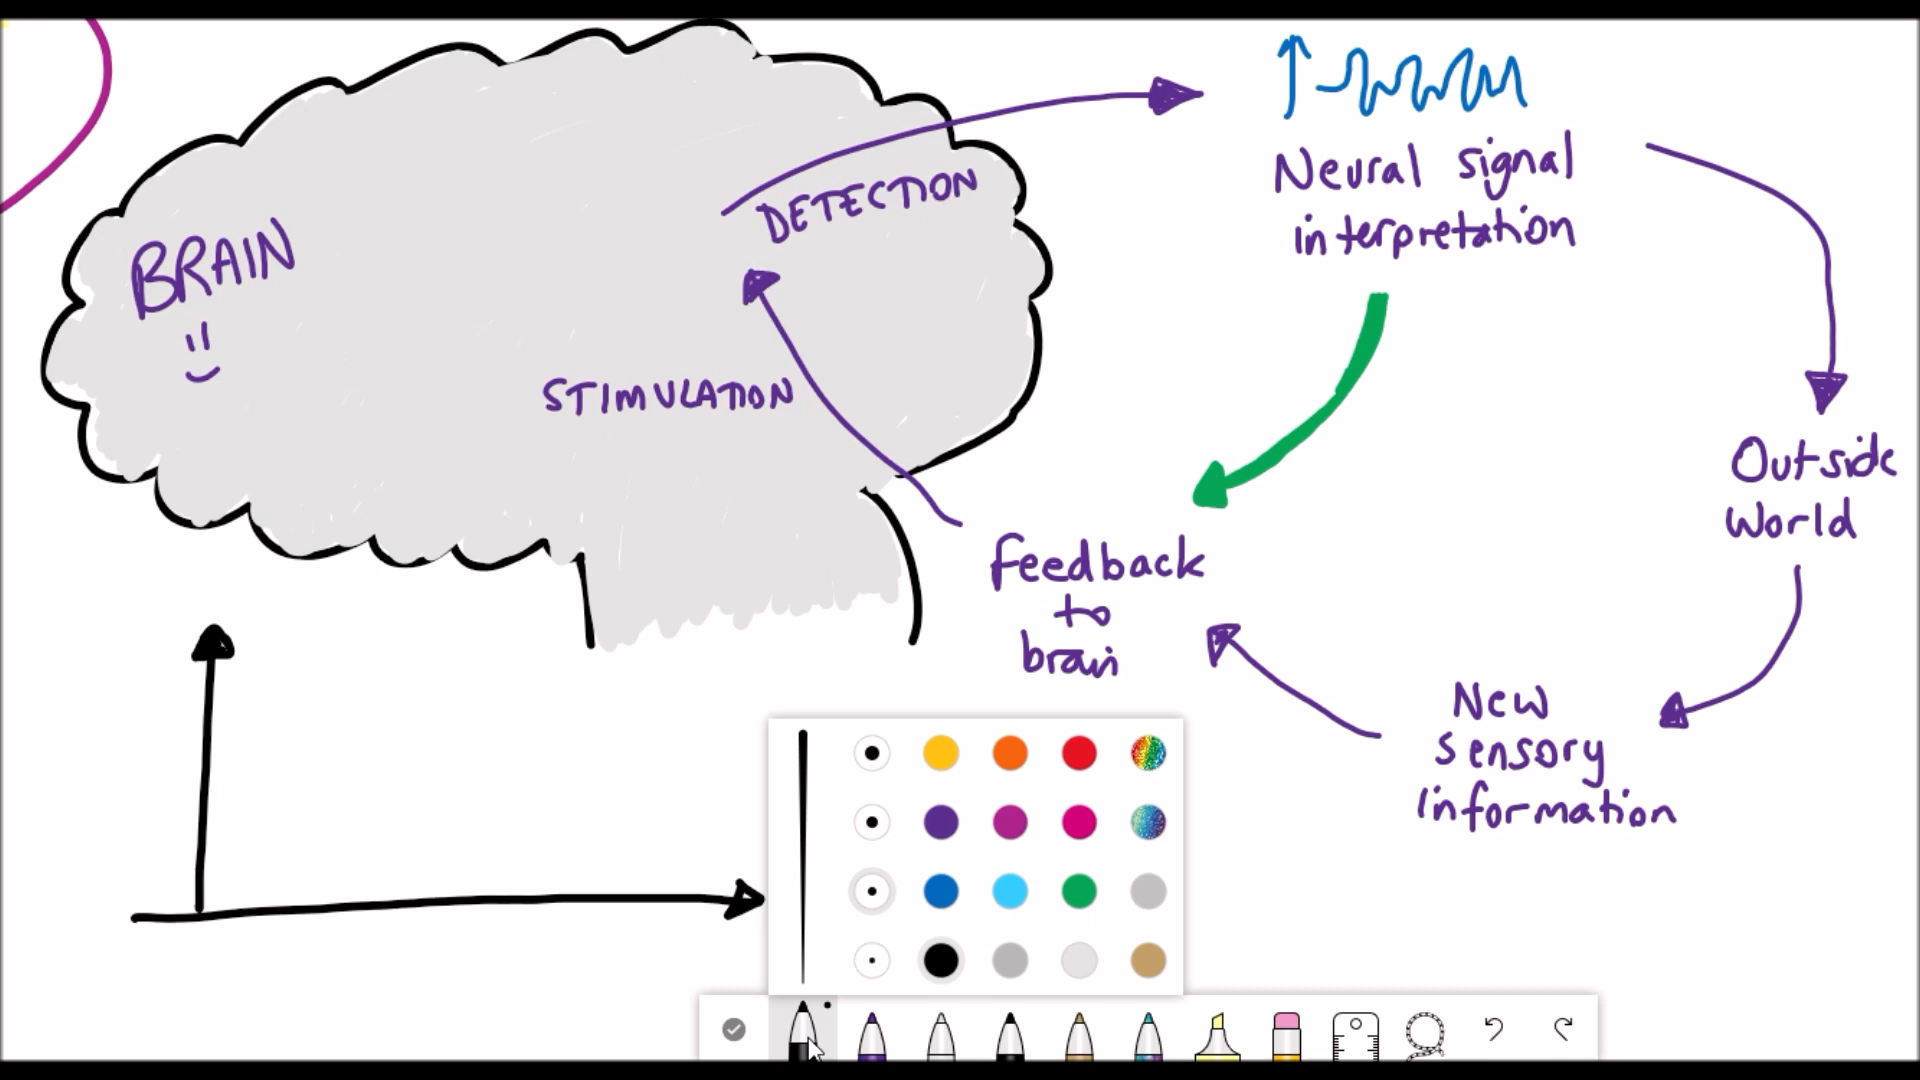 BRAIN
DETECTION
STIMULATION
Neural signal
interpretation
Outside
World
New
sensory
information
feedback
to
brain